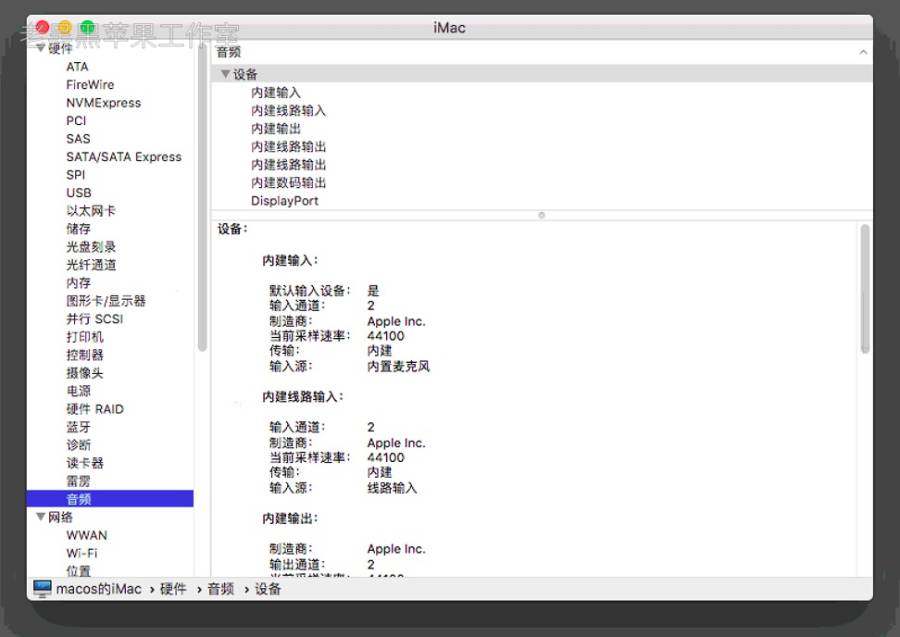 iMac
老黑黑苹果工作室
硬件
ATA
FireWire
NVMExpress
PCI
SAS
SATA/SATA Express
SPI
USB
以太网卡
储存
光盘刻录
光纤通道
内存
图形卡/显示器
并行 SCSI
打印机
控制器
摄像头
电源
硬件 RAID
蓝牙
诊断
读卡器
雷雳
音频
网络
WWAN
Wi-Fi
位置
音频
设备
内建输入
内建线路输入
内建输出
内建线路输出
内建线路输出
内建数码输出
DisplayPort
设备：
内建输入：
默认输入设备： 是
输入通道： 2
制造商： Apple Inc.
当前采样速率： 44100
传输： 内建
输入源： 内置麦克风
内建线路输入：
输入通道： 2
制造商： Apple Inc.
当前采样速率： 44100
传输： 内建
输入源： 线路输入
内建输出：
制造商： Apple Inc.
输出通道： 2
当前采样速率： 44100
macos的iMac › 硬件 › 音频 › 设备